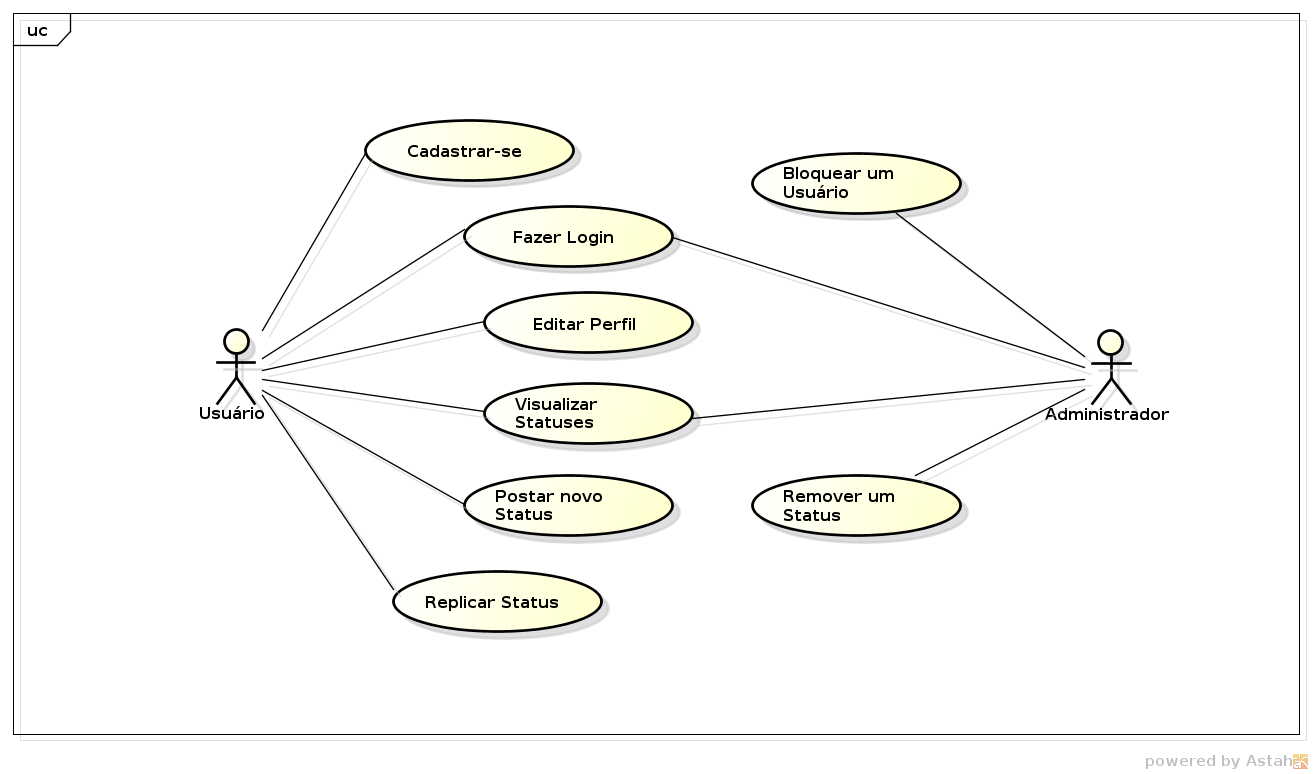 uc
Cadastrar-se
Bloquear um
Usuário
Fazer Login
Editar Perfil
Usuário
Visualizar
Statuses
Administrador
Postar novo
Status
Remover um
Status
Replicar Status
powered by Astah